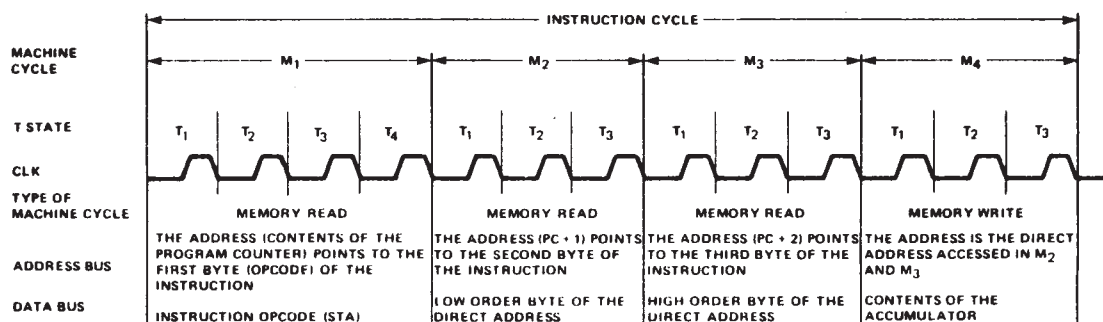 INSTRUCTION CYCLE
MACHINE
CYCLE
M1 M2 M3 M4
T STATE
T1 T2 T3 T4 T1 T2 T3 T1 T2 T3 T1 T2 T3
CLK
TYPE OF
MACHINE CYCLE
MEMORY READ MEMORY READ MEMORY READ MEMORY WRITE
ADDRESS BUS
THE ADDRESS (CONTENTS OF THE
PROGRAM COUNTER) POINTS TO THE
FIRST BYTE (OPCODE) OF THE
INSTRUCTION
THE ADDRESS (PC + 1) POINTS
TO THE SECOND BYTE OF
THE INSTRUCTION
THE ADDRESS (PC + 2) POINTS
TO THE THIRD BYTE OF THE
INSTRUCTION
THE ADDRESS IS THE DIRECT
ADDRESS ACCESSED IN M2
AND M3
DATA BUS
INSTRUCTION OPCODE (STA)
LOW ORDER BYTE OF THE
DIRECT ADDRESS
HIGH ORDER BYTE OF THE
DIRECT ADDRESS
CONTENTS OF THE
ACCUMULATOR